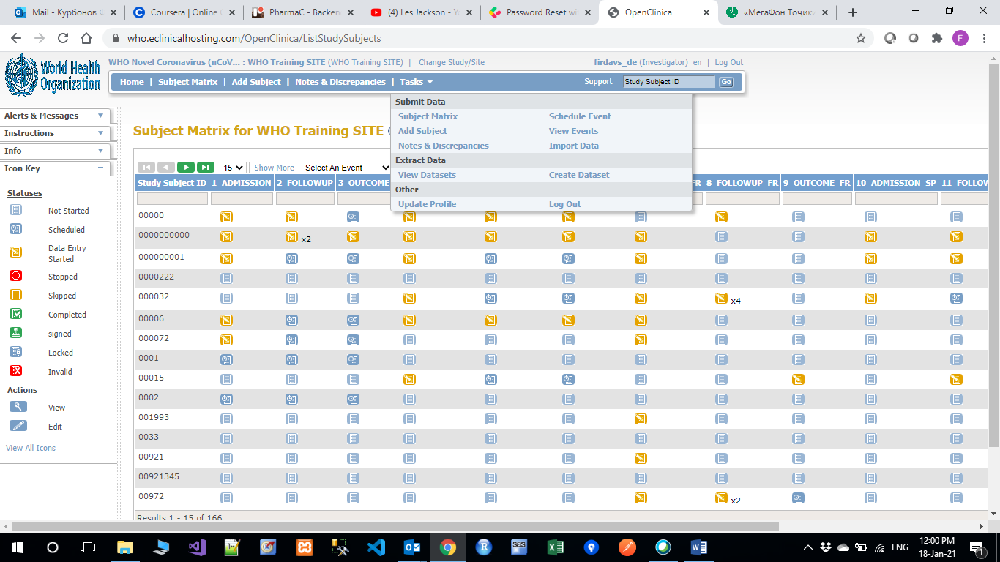 Mail - Курбонов Ф
Coursera | Online C
PharmaC - Backen
(4) Les Jackson - Yo
Password Reset wi
OpenClinica
«МегаФон Тоҷики
who.eclinicalhosting.com/OpenClinica/ListStudySubjects
F
World Health
Organization
WHO Novel Coronavirus (nCoV... : WHO Training SITE (WHO Training SITE) | Change Study/Site
firdavs_de (Investigator) en | Log Out
Home | Subject Matrix | Add Subject | Notes & Discrepancies | Tasks
Support
Study Subject ID
Go
Submit Data
Subject Matrix
Schedule Event
Add Subject
View Events
Notes & Discrepancies
Import Data
Extract Data
View Datasets
Create Dataset
Other
Update Profile
Log Out
Alerts & Messages
Instructions
Info
Icon Key
Statuses
Not Started
Scheduled
Data Entry
Started
Stopped
Skipped
Completed
signed
Locked
Invalid
Actions
View
Edit
View All Icons
Subject Matrix for WHO Training SITE
15
Show More
Select An Event
Study Subject ID
1_ADMISSION
2_FOLLOWUP
3_OUTCOME
8_FOLLOWUP_FR
9_OUTCOME_FR
10_ADMISSION_SP
11_FOLLOW
00000
0000000000
x2
000000001
0000222
000032
x4
00006
000072
0001
00015
0002
001993
0033
00921
00921345
00972
x2
Results 1 - 15 of 166.
ENG
12:00 PM
18-Jan-21
1